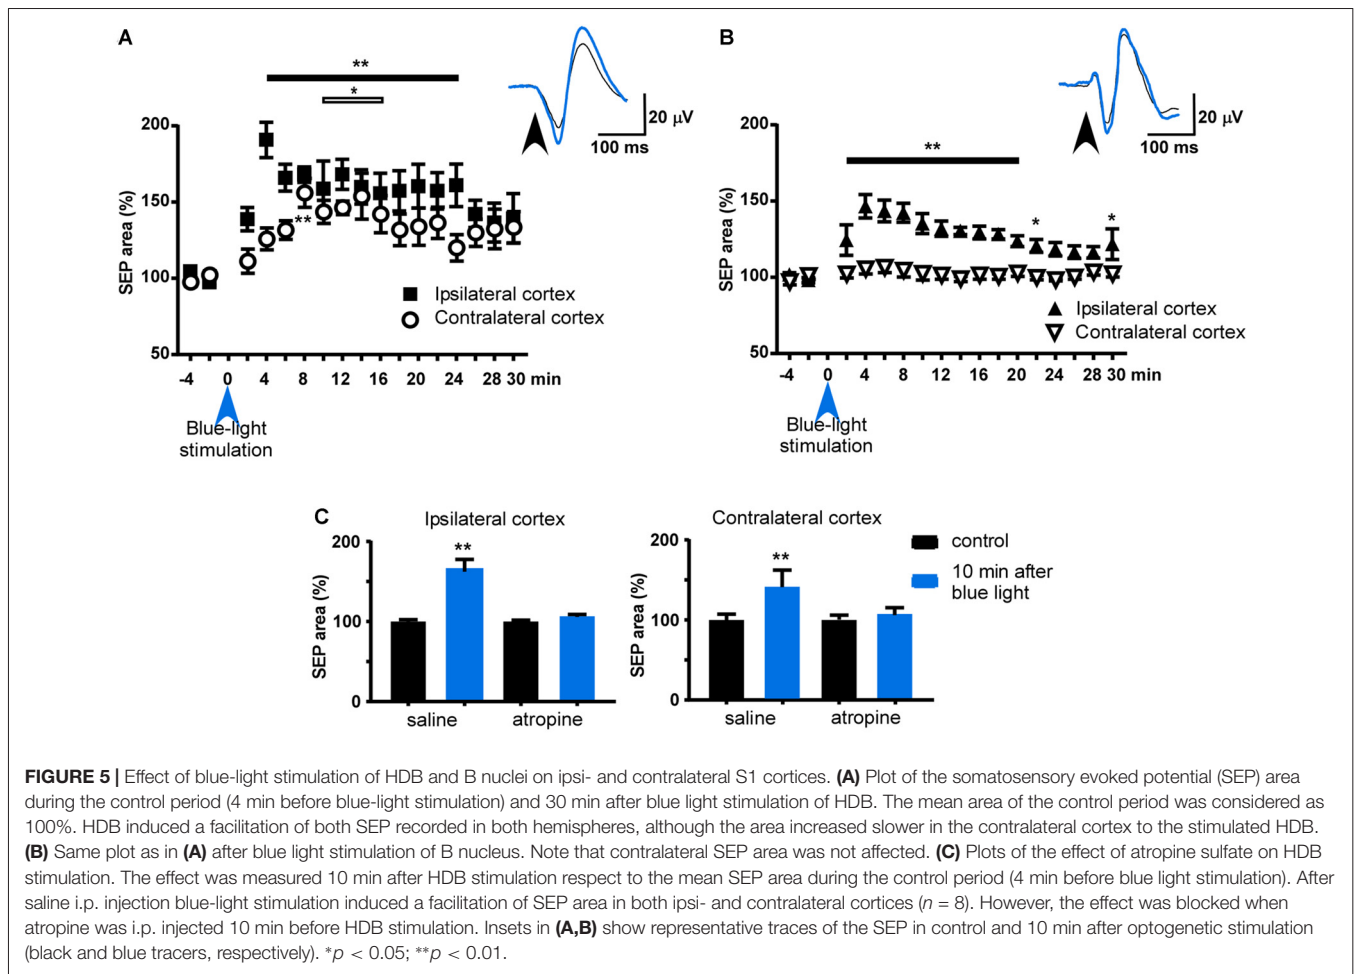 A
**
*
20 µV
100 ms
200
150
100
50
SEP area (%)
**
Ipsilateral cortex
Contralateral cortex
-4 0 4 8 12 16 20 24 28 30 min
Blue-light
stimulation
B
**
20 µV
100 ms
200
150
100
50
SEP area (%)
*
*
Ipsilateral cortex
Contralateral cortex
-4 0 4 8 12 16 20 24 28 30 min
Blue-light
stimulation
C
Ipsilateral cortex
**
200
100
0
SEP area (%)
saline atropine
Contralateral cortex
**
200
100
0
SEP area (%)
saline atropine
control
10 min after
blue light
FIGURE 5 | Effect of blue-light stimulation of HDB and B nuclei on ipsi- and contralateral S1 cortices. (A) Plot of the somatosensory evoked potential (SEP) area
during the control period (4 min before blue-light stimulation) and 30 min after blue light stimulation of HDB. The mean area of the control period was considered as
100%. HDB induced a facilitation of both SEP recorded in both hemispheres, although the area increased slower in the contralateral cortex to the stimulated HDB.
(B) Same plot as in (A) after blue light stimulation of B nucleus. Note that contralateral SEP area was not affected. (C) Plots of the effect of atropine sulfate on HDB
stimulation. The effect was measured 10 min after HDB stimulation respect to the mean SEP area during the control period (4 min before blue light stimulation). After
saline i.p. injection blue-light stimulation induced a facilitation of SEP area in both ipsi- and contralateral cortices (n = 8). However, the effect was blocked when
atropine was i.p. injected 10 min before HDB stimulation. Insets in (A,B) show representative traces of the SEP in control and 10 min after optogenetic stimulation
(black and blue tracers, respectively). *p < 0.05; **p < 0.01.